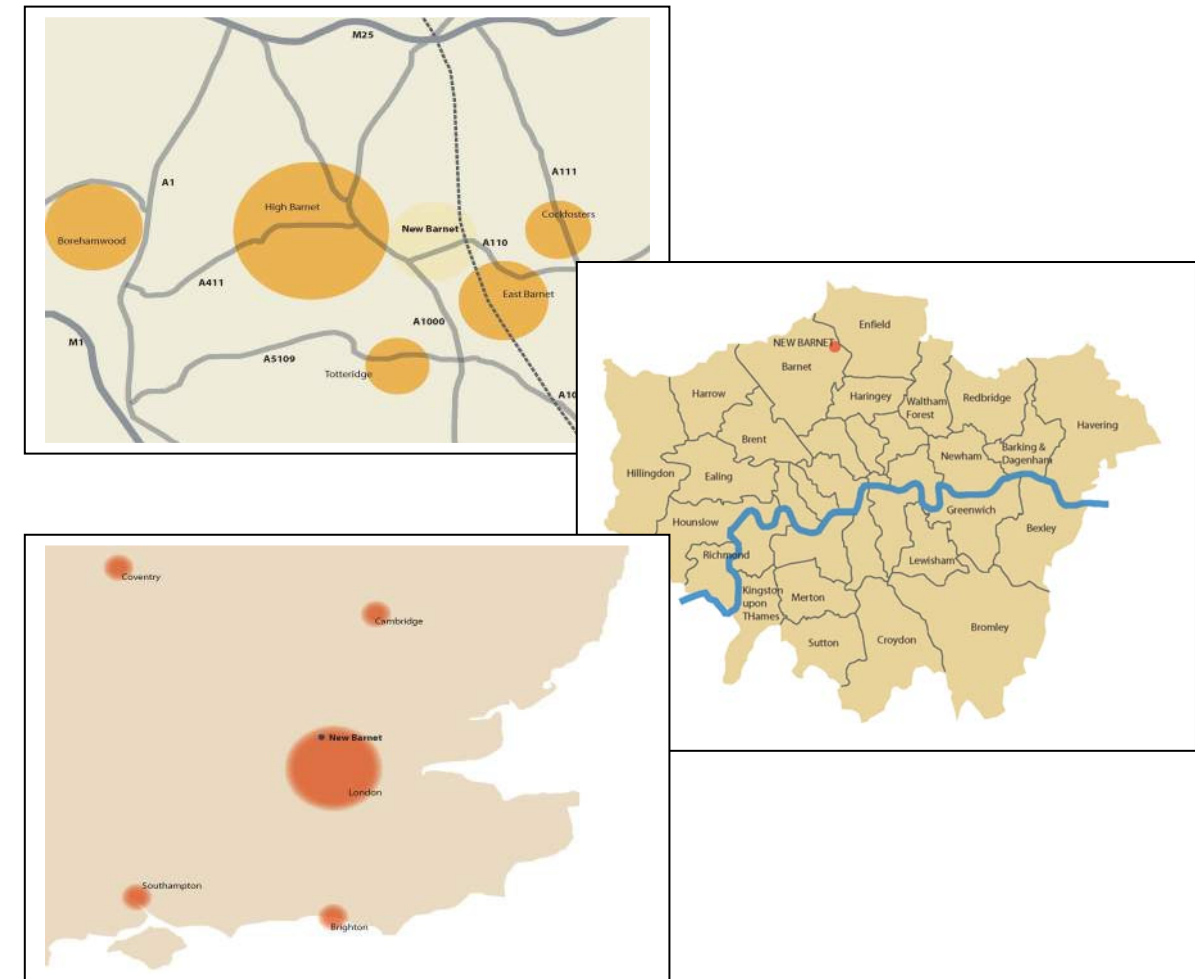 M25
A1
A111
High Barnet
Cockfosters
New Barnet
Borehamwood
A110
A411
East Barnet
A1000
M1
A5109
Totteridge
A10
Enfield
NEW BARNET
Barnet
Harrow
Haringey
Waltham
Forest
Redbridge
Havering
Brent
Barking &
Dagenham
Newham
Hillingdon
Ealing
Greenwich
Hounslow
Bexley
Richmond
Lewisham
Kingston
upon
THames
Merton
Bromley
Sutton
Croydon
Coventry
Cambridge
New Barnet
London
Southampton
Brighton